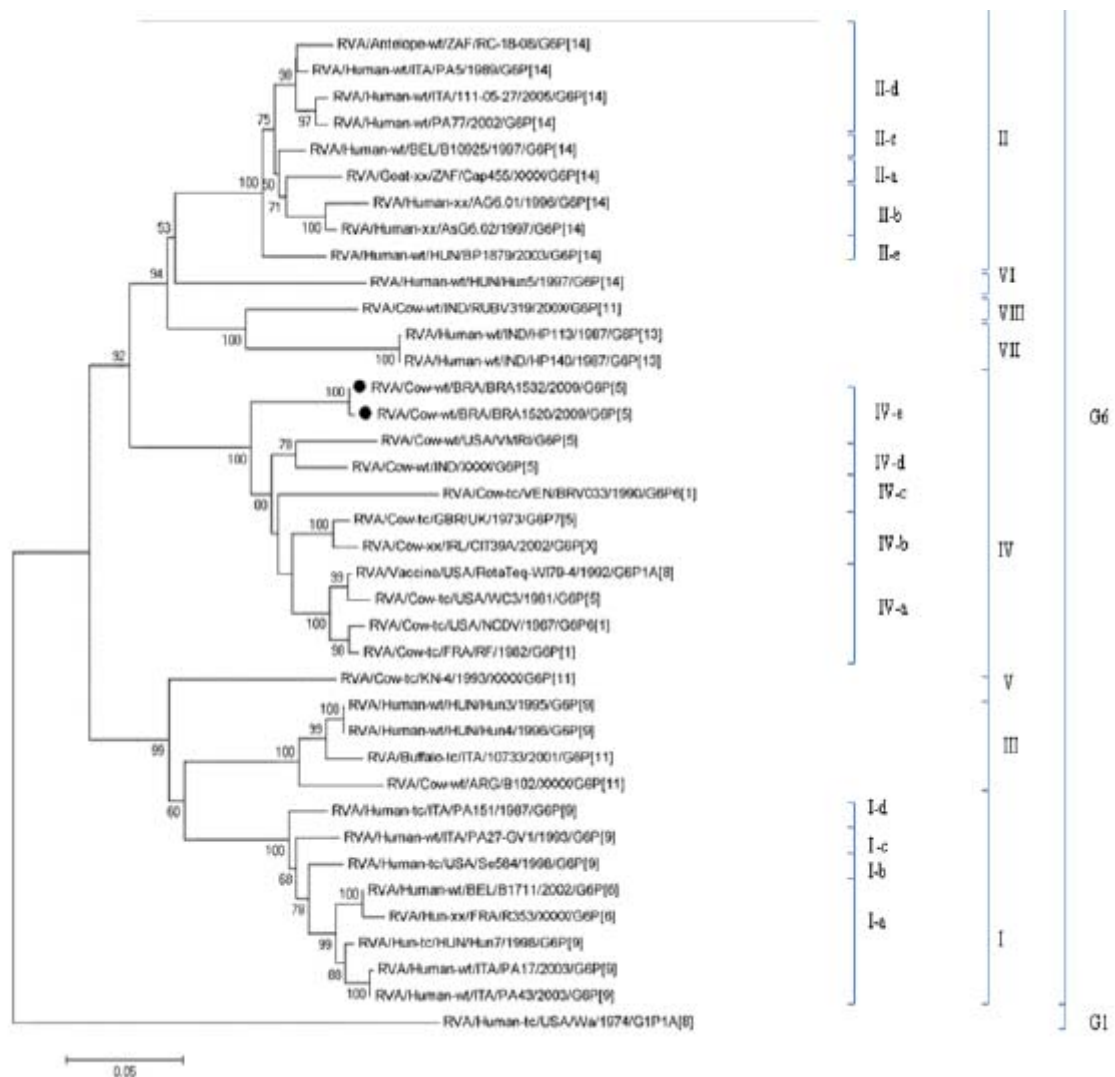 RVA/Antelope-wt/ZAF/RC-18-08/G6P[14]
98
RVA/Human-wt/ITA/PA5/1989/G6P[14]
RVA/Human-wt/ITA/111-05-27/2005/G6P[14]
II-d
97
RVA/Human-wt/PA77/2002/G6P[14]
75
II-c
II
RVA/Human-wt/BEL/B10925/1997/G6P[14]
100
50
RVA/Goat-xx/ZAF/Cap455/XXXX/G6P[14]
II-a
71
RVA/Human-xx/AG6.01/1996/G6P[14]
II-b
100
RVA/Human-xx/AsG6.02/1997/G6P[14]
53
RVA/Human-wt/HUN/BP1879/2003/G6P[14]
II-e
94
RVA/Human-wt/HUN/Hun5/1997/G6P[14]
VI
RVA/Cow-wt/IND/RUBV319/200X/G6P[11]
VIII
100
RVA/Human-wt/IND/HP113/1987/G6P[13]
VII
92
100
RVA/Human-wt/IND/HP140/1987/G6P[13]
100
RVA/Cow-wt/BRA/BRA1532/2009/G6P[5]
IV-e
G6
RVA/Cow-wt/BRA/BRA1520/2009/G6P[5]
79
RVA/Cow-wt/USA/VMRI/G6P[5]
100
IV-d
RVA/Cow-wt/IND/XXXX/G6P[5]
80
RVA/Cow-tc/VEN/BRV033/1990/G6P6[1]
IV-c
100
RVA/Cow-tc/GBR/UK/1973/G6P7[5]
IV-b
IV
RVA/Cow-xx/IRL/CIT39A/2002/G6P[X]
99
RVA/Vaccine/USA/RotaTeq-WI79-4/1992/G6P1A[8]
RVA/Cow-tc/USA/WC3/1981/G6P[5]
IV-a
100
RVA/Cow-tc/USA/NCDV/1967/G6P6[1]
98
RVA/Cow-tc/FRA/RF/1982/G6P[1]
RVA/Cow-tc/KN-4/1993/XXXX/G6P[11]
V
100
RVA/Human-wt/HUN/Hun3/1995/G6P[9]
99
RVA/Human-wt/HUN/Hun4/1996/G6P[9]
III
99
100
RVA/Buffalo-tc/ITA/10733/2001/G6P[11]
RVA/Cow-wt/ARG/B102/XXXX/G6P[11]
60
RVA/Human-tc/ITA/PA151/1987/G6P[9]
I-d
RVA/Human-wt/ITA/PA27-GV1/1993/G6P[9]
I-c
100
RVA/Human-tc/USA/Se584/1998/G6P[9]
I-b
68
100
RVA/Human-wt/BEL/B1711/2002/G6P[6]
78
RVA/Hun-xx/FRA/R353/XXXX/G6P[6]
I-a
99
RVA/Hun-tc/HUN/Hun7/1998/G6P[9]
I
88
RVA/Human-wt/ITA/PA17/2003/G6P[9]
100
RVA/Human-wt/ITA/PA43/2003/G6P[9]
RVA/Human-tc/USA/Wa/1974/G1P1A[8]
G1
0.05